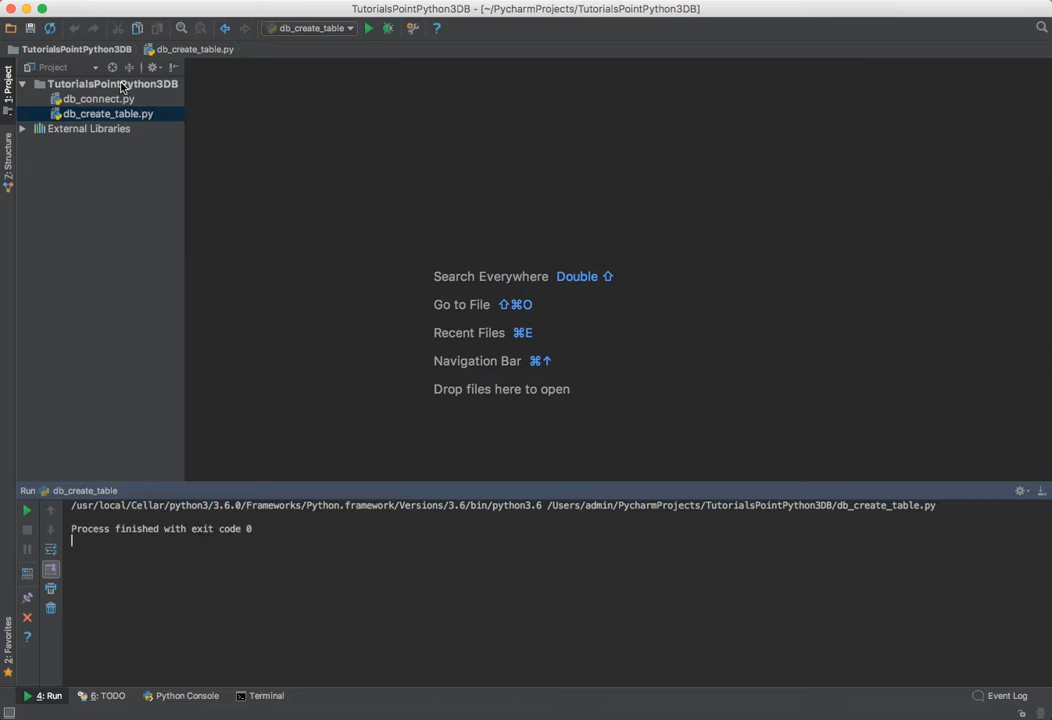 TutorialsPointPython3DB - [~/PycharmProjects/TutorialsPointPython3DB]
db_create_table
TutorialsPointPython3DB
db_create_table.py
Project
1: Project
TutorialsPointPython3DB
db_connect.py
db_create_table.py
External Libraries
7: Structure
Search Everywhere Double ⇧
Go to File ⇧⌘O
Recent Files ⌘E
Navigation Bar ⌘↑
Drop files here to open
Run db_create_table
/usr/local/Cellar/python3/3.6.0/Frameworks/Python.framework/Versions/3.6/bin/python3.6 /Users/admin/PycharmProjects/TutorialsPointPython3DB/db_create_table.py
Process finished with exit code 0
2: Favorites
4: Run
6: TODO
Python Console
Terminal
Event Log